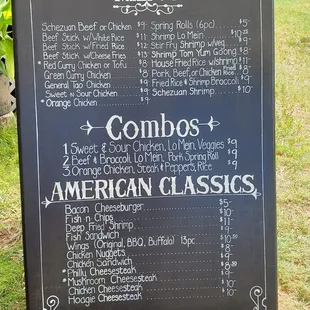 Schezuan Beef or Chicken $9
Beef Stick w/White Rice $11
Beef Stick w/Fried Rice $12
Beef Stick w/Cheese Fries $13
* Red Curry Chicken or Tofu $8
Green Curry Chicken $8
General Tao Chicken $9
Sweet n Sour Chicken $9
* Orange Chicken $9
Spring Rolls (6pc) $5
Shrimp Lo Mein $10
Stir Fry Shrimp w/veg $9
Shrimp Tom Yum Goong $8
House Fried Rice w/shrimp $11
Pork, Beef, or Chicken Fried Rice $8
Fried Rice & Shrimp Broccoli $9
Schezuan Shrimp $10
Combos
1 Sweet & Sour Chicken, Lo Mein, Veggies $9
2 Beef & Broccoli, Lo Mein, Pork Spring Roll $9
3 Orange Chicken, Steak & Peppers, Rice $9
AMERICAN CLASSICS
Bacon Cheeseburger $5
Fish n Chips $10
Deep Fried Shrimp $11
Fish Sandwich $9
Wings (Original, BBQ, Buffalo) 13pc $10
Chicken Nuggets
Chicken Sandwich
* Philly Cheesesteak
* Mushroom Cheesesteak
Chicken Cheesesteak $10
Hoagie Cheesesteak $10